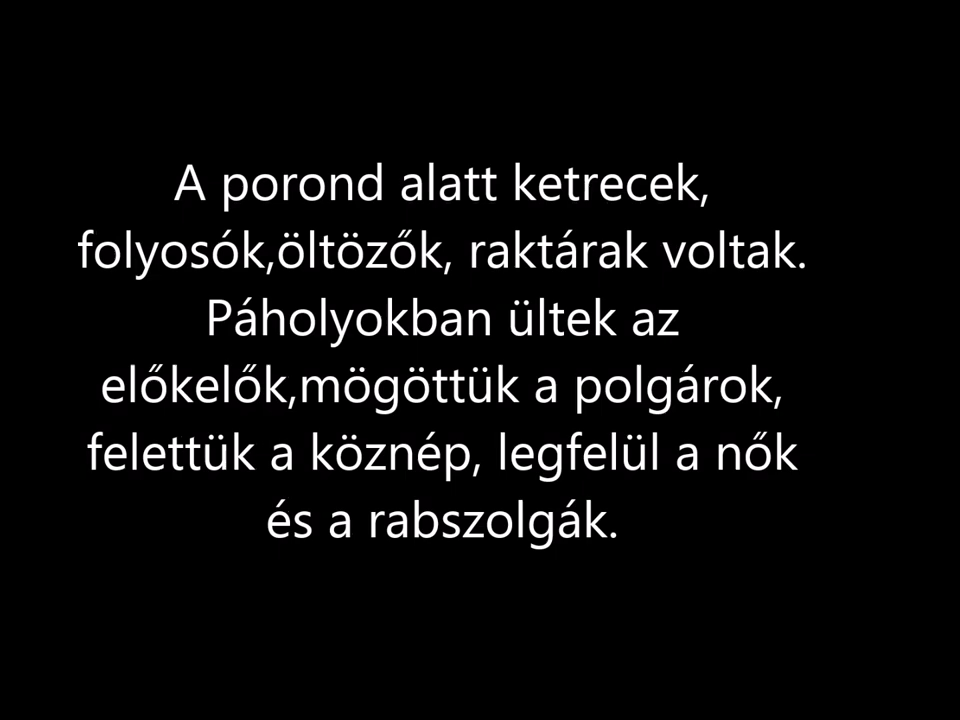 A porond alatt ketrecek,
folyosók,öltözők, raktárak voltak.
Páholyokban ültek az
előkelők,mögöttük a polgárok,
felettük a köznép, legfelül a nők
és a rabszolgák.